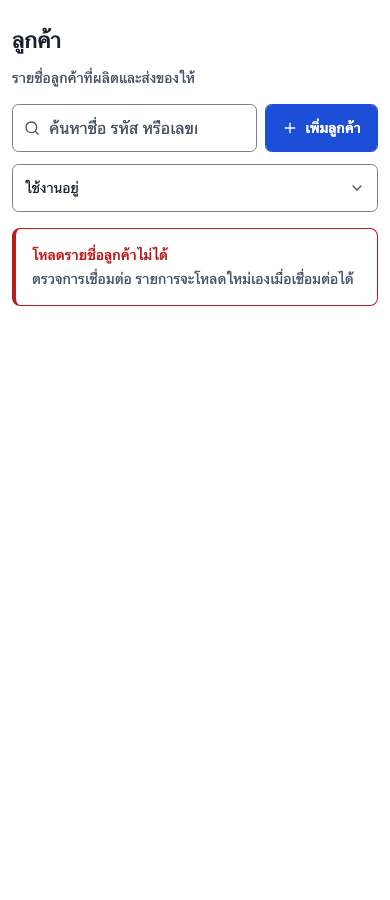 ลูกค้า
รายชื่อลูกค้าที่ผลิตและส่งของให้
ค้นหาชื่อ รหัส หรือเลข
เพิ่มลูกค้า
ใช้งานอยู่
โหลดรายชื่อลูกค้าไม่ได้
ตรวจการเชื่อมต่อ รายการจะโหลดใหม่เองเมื่อเชื่อมต่อได้